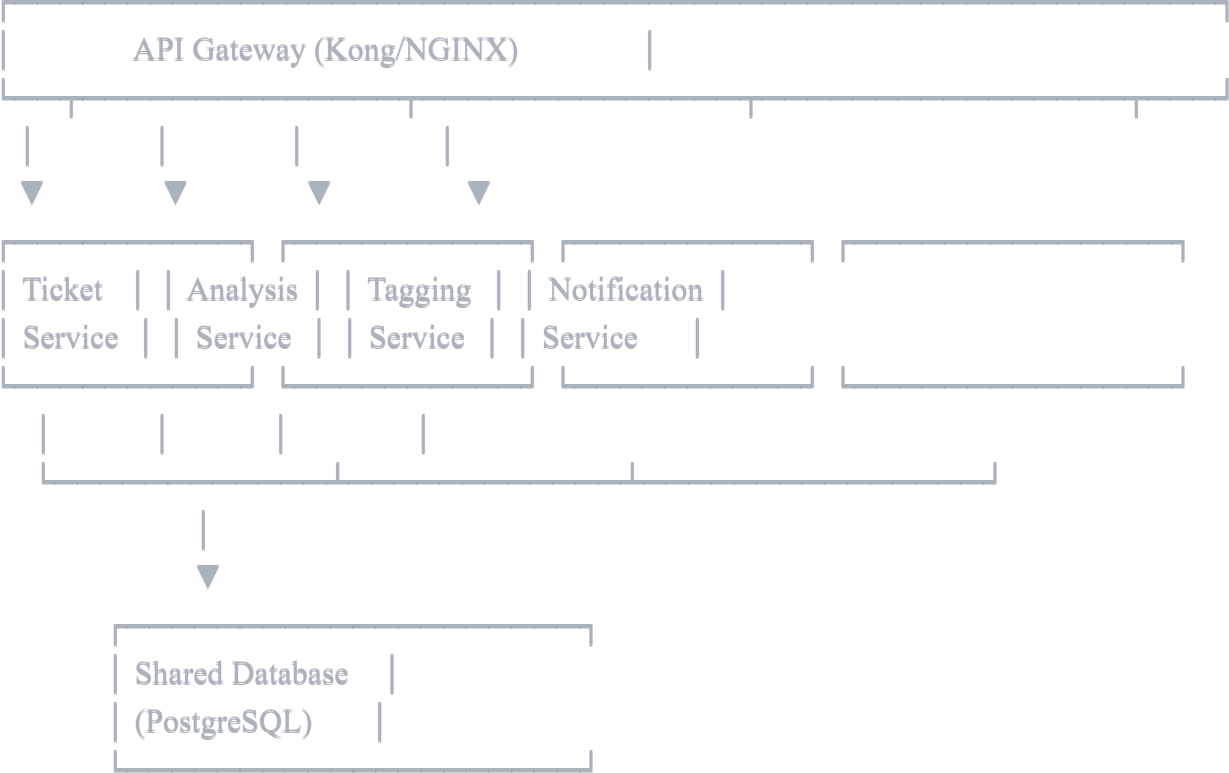 API Gateway (Kong/NGINX)
Ticket Analysis Tagging Notification
Service Service Service Service
Shared Database
(PostgreSQL)